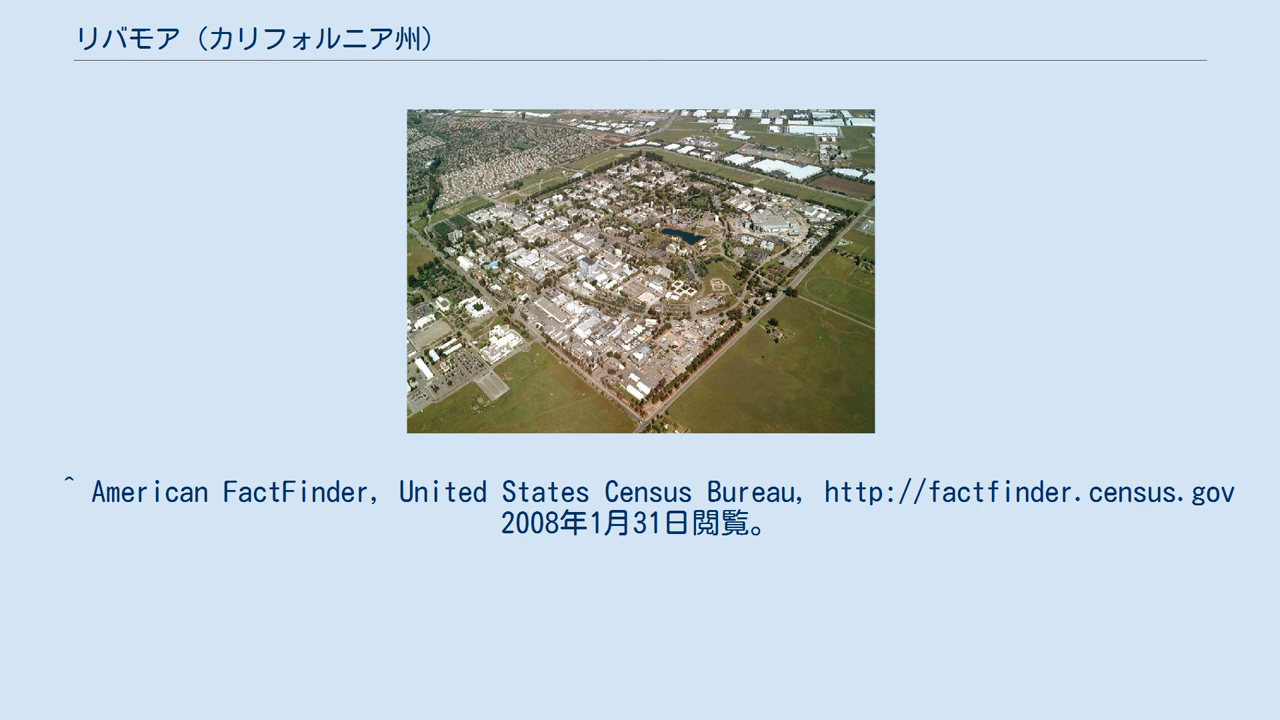 リバモア（カリフォルニア州）
^ American FactFinder, United States Census Bureau, http://factfinder.census.gov
2008年1月31日閲覧。